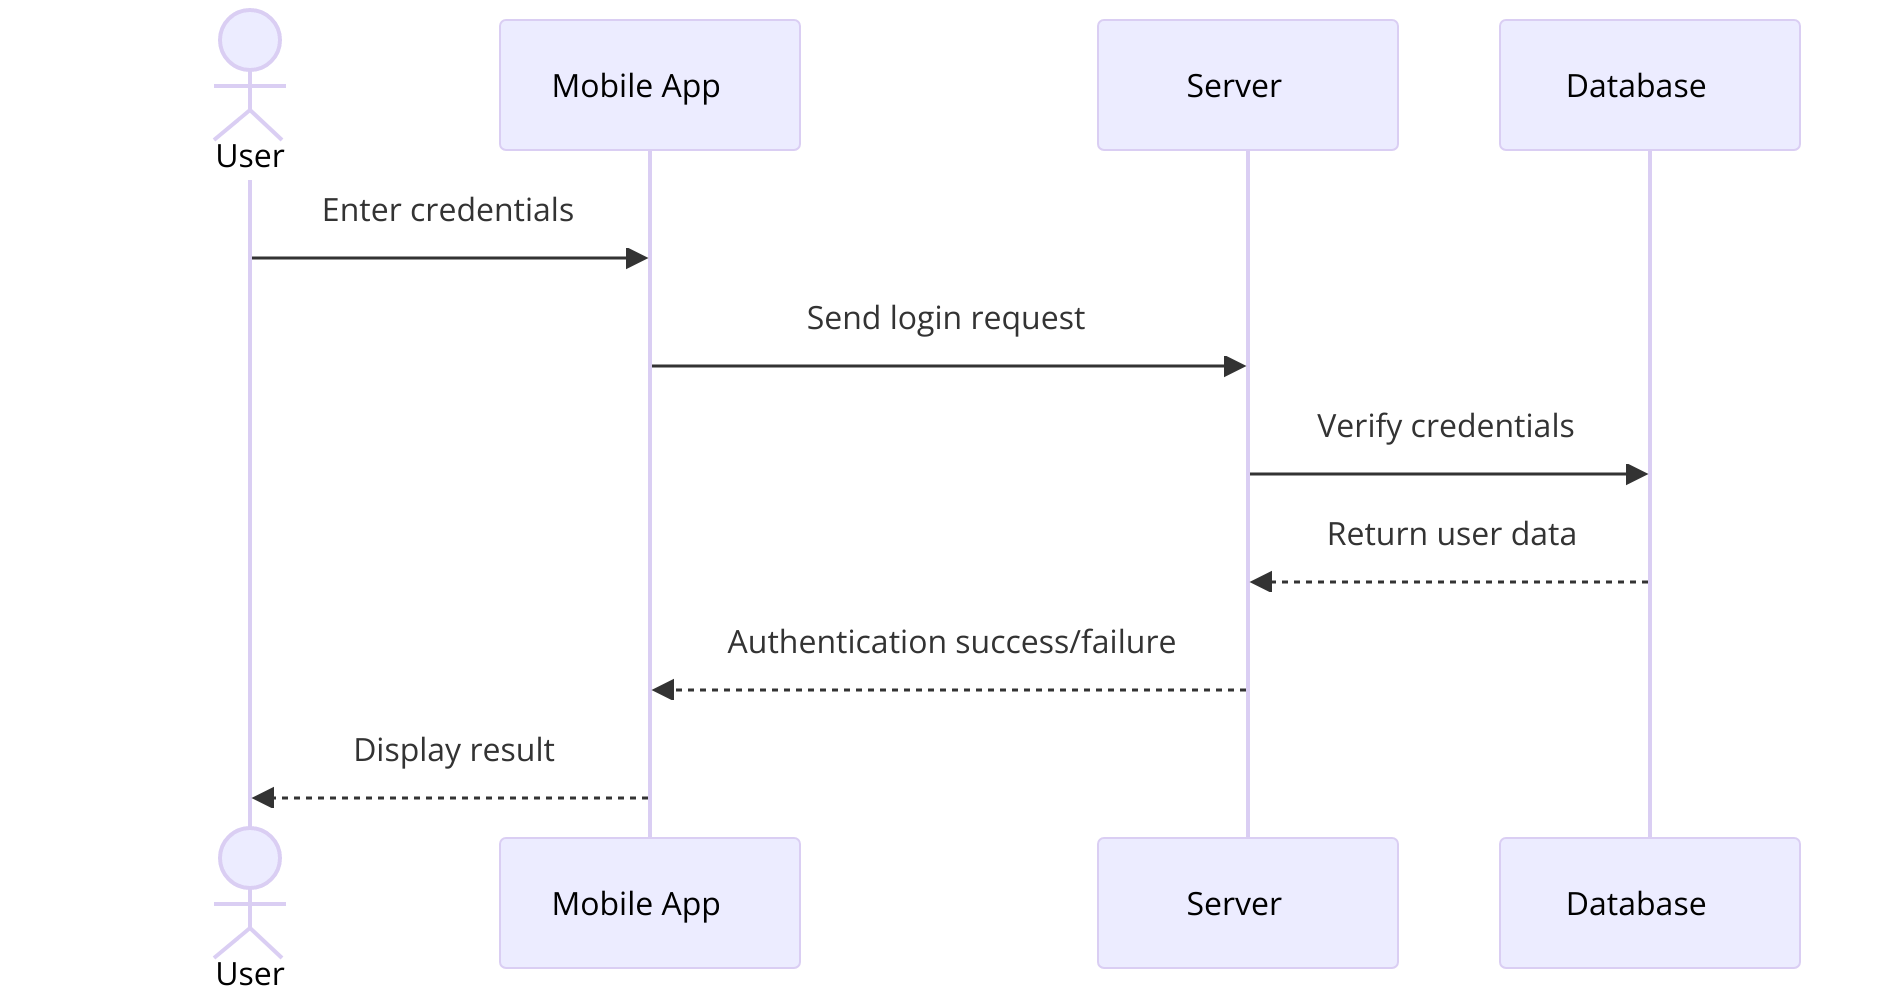 User
Mobile App
Server
Database
Enter credentials
Send login request
Verify credentials
Return user data
Authentication success/failure
Display result
User
Mobile App
Server
Database